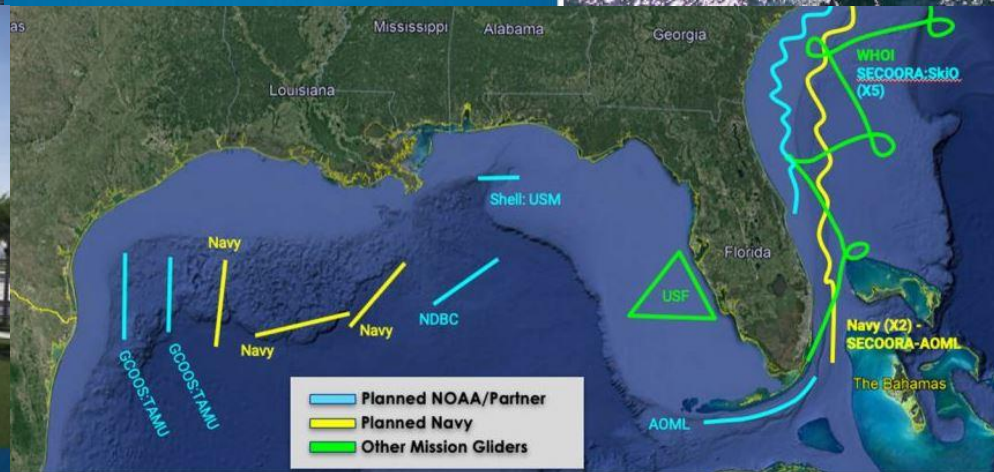 as
Mississippi
Alabama
Georgia
Louisiana
WHOI
SECOORA:SkiO
(X5)
Shell: USM
Navy
Florida
USF
NDBC
Navy
Navy
GCOOS:TAMU
GCOOS:TAMU
Navy (X2) -
SECOORA-AOML
The Bahamas
AOML
Planned NOAA/Partner
Planned Navy
Other Mission Gliders